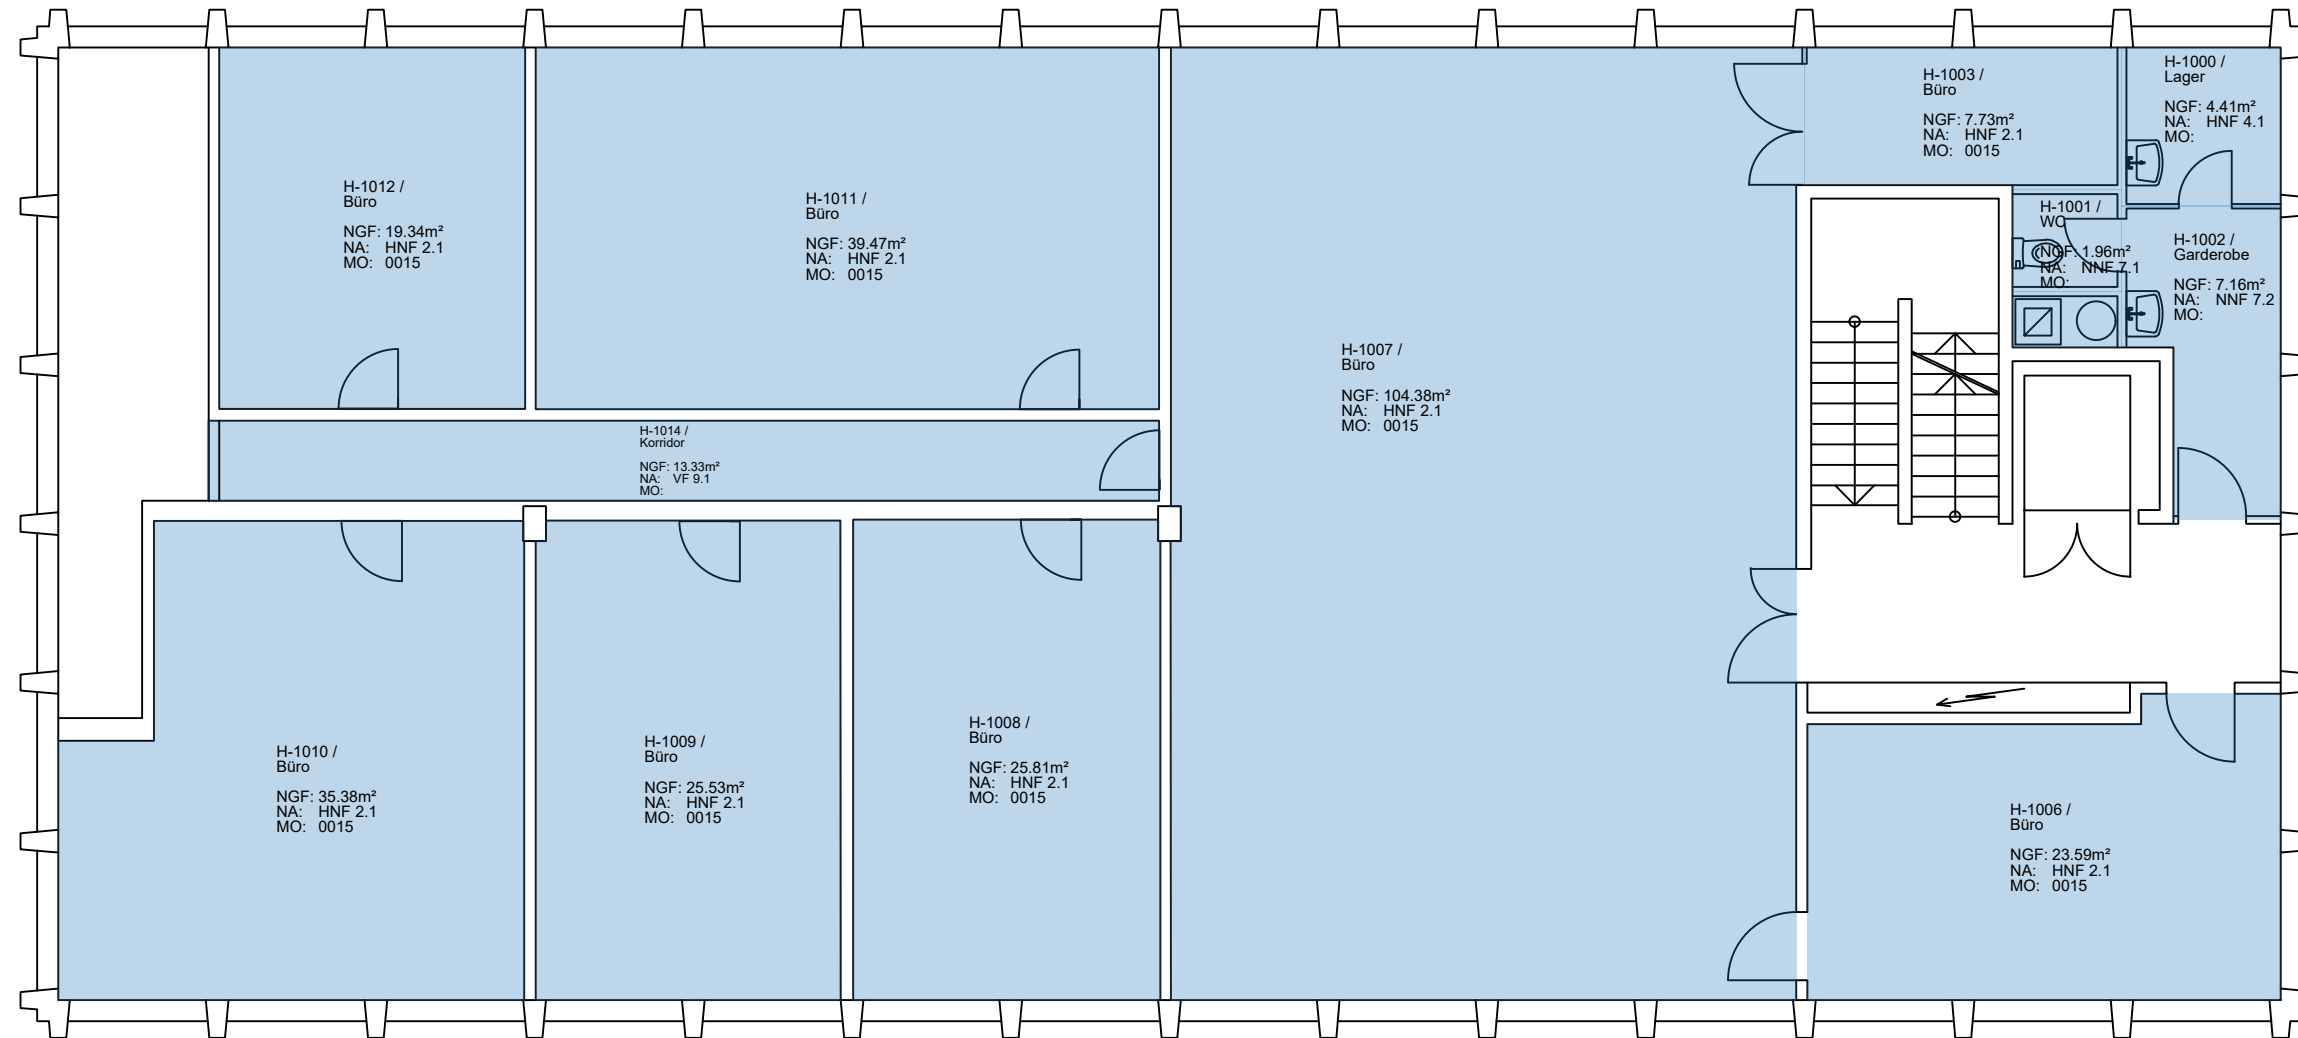 H-1012 /
Büro
NGF: 19.34m²
NA: HNF 2.1
MO: 0015
H-1011 /
Büro
NGF: 39.47m²
NA: HNF 2.1
MO: 0015
H-1007 /
Büro
NGF: 104.38m²
NA: HNF 2.1
MO: 0015
H-1003 /
Büro
NGF: 7.73m²
NA: HNF 2.1
MO: 0015
H-1000 /
Lager
NGF: 4.41m²
NA: HNF 4.1
MO:
H-1001 /
WC
NGF: 1.96m²
NA: NNF 7.1
MO:
H-1002 /
Garderobe
NGF: 7.16m²
NA: NNF 7.2
MO:
H-1014 /
Korridor
NGF: 13.33m²
NA: VF 9.1
MO:
H-1010 /
Büro
NGF: 35.38m²
NA: HNF 2.1
MO: 0015
H-1009 /
Büro
NGF: 25.53m²
NA: HNF 2.1
MO: 0015
H-1008 /
Büro
NGF: 25.81m²
NA: HNF 2.1
MO: 0015
H-1006 /
Büro
NGF: 23.59m²
NA: HNF 2.1
MO: 0015